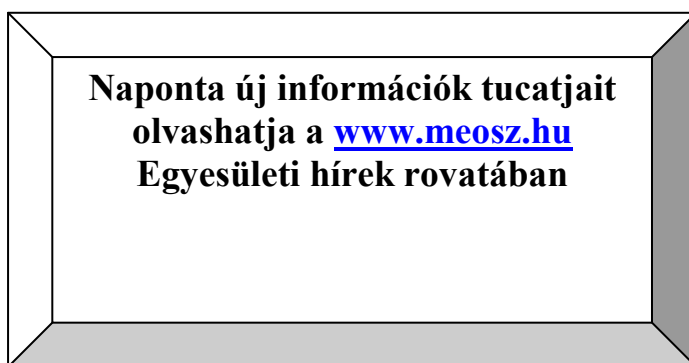 Naponta új információk tucatjait
olvashatja a www.meosz.hu
Egyesületi hírek rovatában